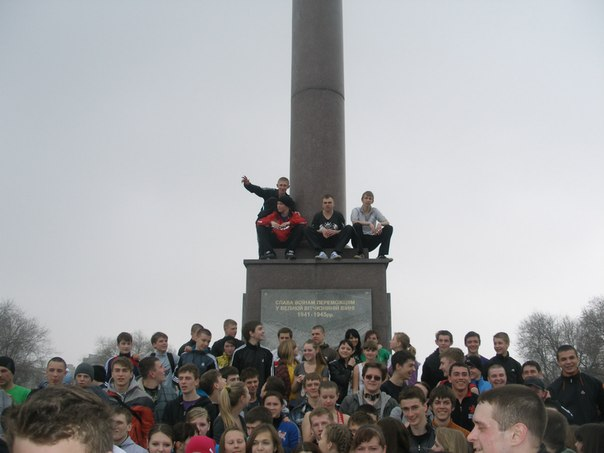 СЛАВА ВОЇНАМ ПЕРЕМОЖЦЯМ
У ВЕЛИКІЙ ВІТЧИЗНЯНІЙ ВІЙНІ
1941-1945рр.